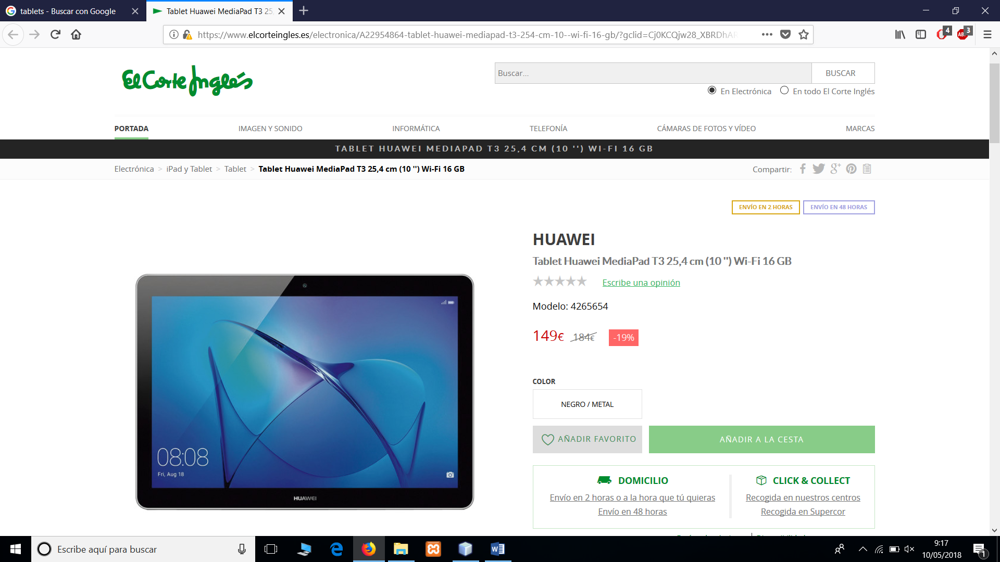 tablets - Buscar con Google
Tablet Huawei MediaPad T3 25,
https://www.elcorteingles.es/electronica/A22954864-tablet-huawei-mediapad-t3-254-cm-10--wi-fi-16-gb/?gclid=Cj0KCQjw28_XBRDhAR
4
ABP
3
El Corte Inglés
Buscar...
BUSCAR
En Electrónica
En todo El Corte Inglés
PORTADA
IMAGEN Y SONIDO
INFORMÁTICA
TELEFONÍA
CÁMARAS DE FOTOS Y VÍDEO
MARCAS
TABLET HUAWEI MEDIAPAD T3 25,4 CM (10 '') WI-FI 16 GB
Electrónica > iPad y Tablet > Tablet > Tablet Huawei MediaPad T3 25,4 cm (10 '') Wi-Fi 16 GB
Compartir:
ENVÍO EN 2 HORAS
ENVÍO EN 48 HORAS
HUAWEI
Tablet Huawei MediaPad T3 25,4 cm (10 '') Wi-Fi 16 GB
Escribe una opinión
Modelo: 4265654
149€ 184€ -19%
COLOR
NEGRO / METAL
AÑADIR FAVORITO
AÑADIR A LA CESTA
DOMICILIO
Envío en 2 horas o a la hora que tú quieras
Envío en 48 horas
CLICK & COLLECT
Recogida en nuestros centros
Recogida en Supercor
08:08
Fri, Aug 18
HUAWEI
Escribe aquí para buscar
9:17
10/05/2018
1